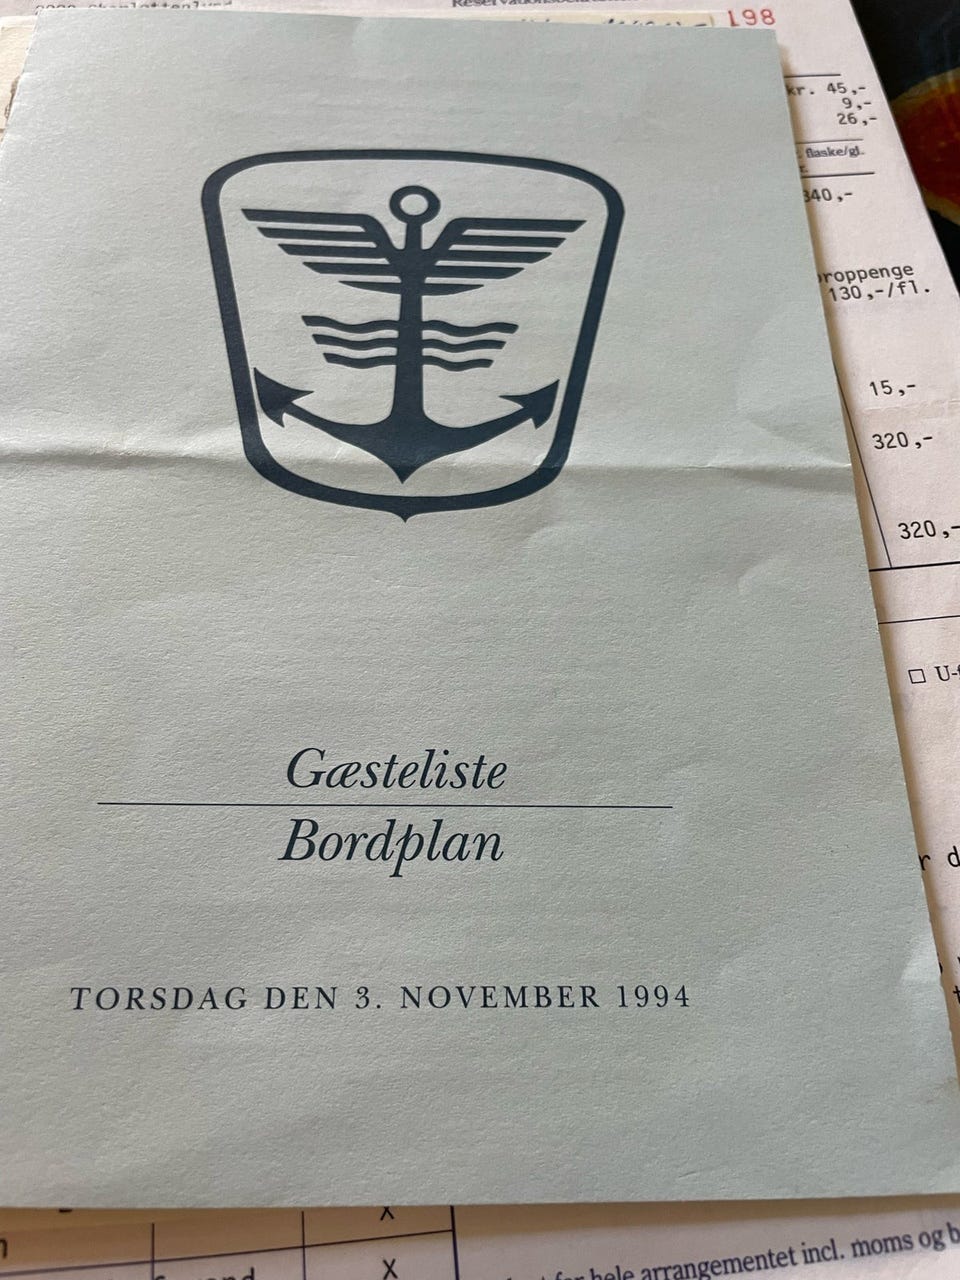 198
kr. 45,-
9,-
26,-
flaske/gl.
340,-
proppenge
130,-/fl.
15,-
320,-
320,-
Gæsteliste
Bordplan
TORSDAG DEN 3. NOVEMBER 1994
X
X
hele arrangementet incl. moms og b